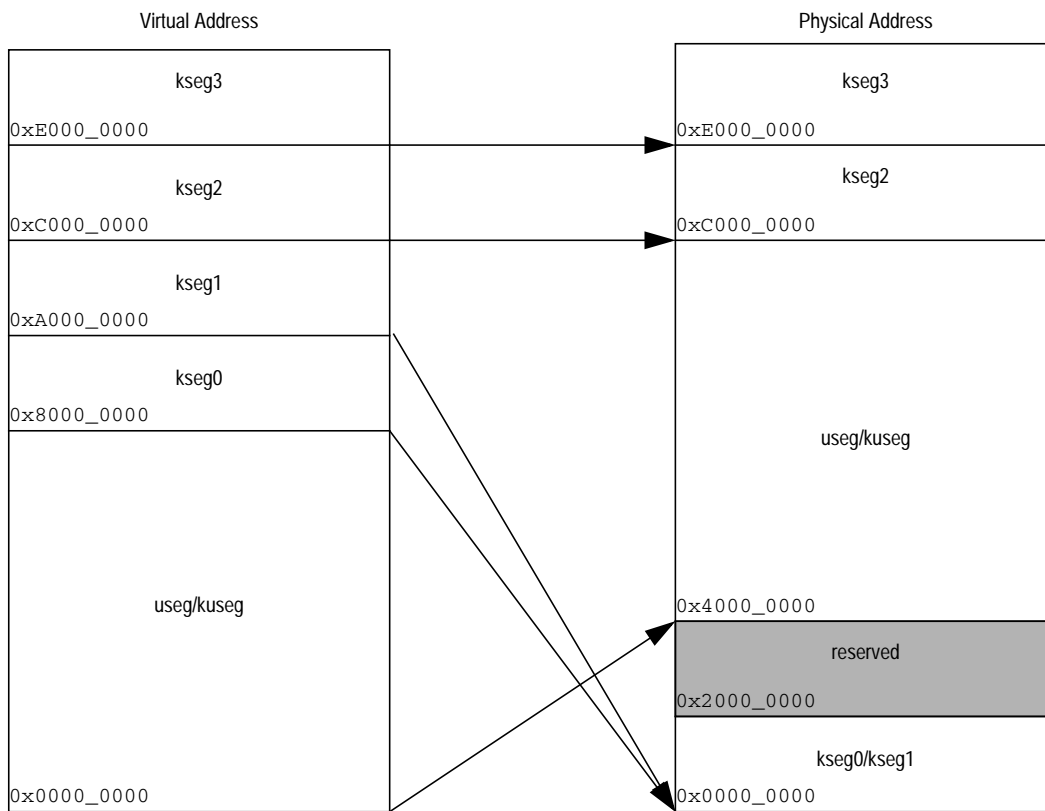 Virtual Address
kseg3
0xE000_0000
kseg2
0xC000_0000
kseg1
0xA000_0000
kseg0
0x8000_0000
useg/kuseg
0x0000_0000
Physical Address
kseg3
0xE000_0000
kseg2
0xC000_0000
useg/kuseg
0x4000_0000
reserved
0x2000_0000
kseg0/kseg1
0x0000_0000